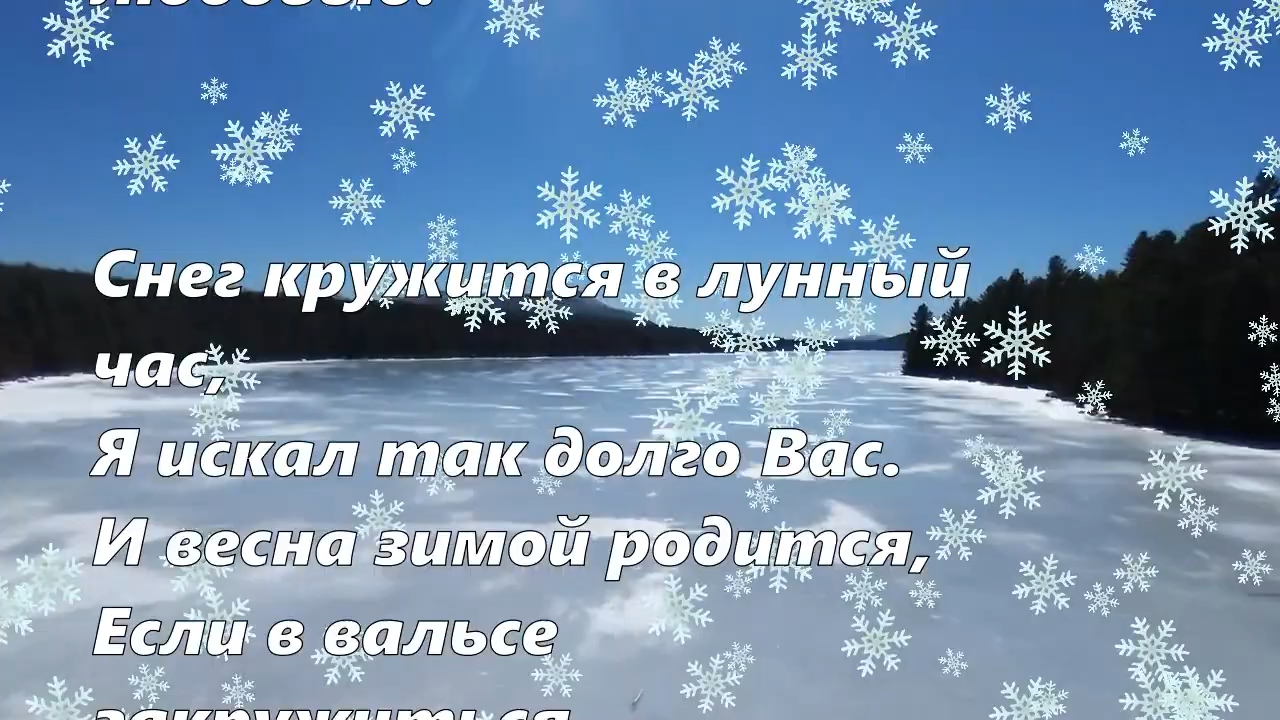 Снег кружится в лунный
час,
Я искал так долго Вас.
И весна зимой родится,
Если в вальсе